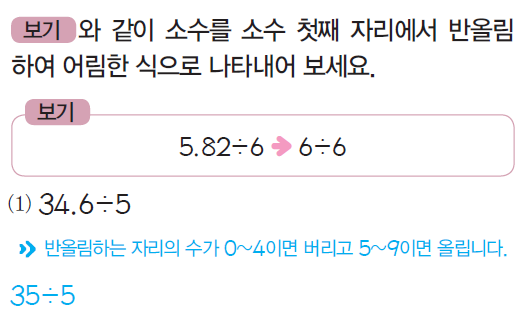 보기 와 같이 소수를 소수 첫째 자리에서 반올림
하여 어림한 식으로 나타내어 보세요.
보기
5.82÷6 ➔ 6÷6
(1) 34.6÷5
» 반올림하는 자리의 수가 0~4이면 버리고 5~9이면 올립니다.
35÷5